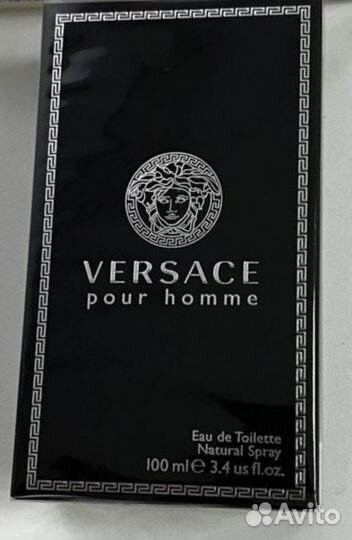 VERSACE
pour homme
Eau de Toilette
Natural Spray
100 ml ℮ 3.4 us fl.oz.
Avito